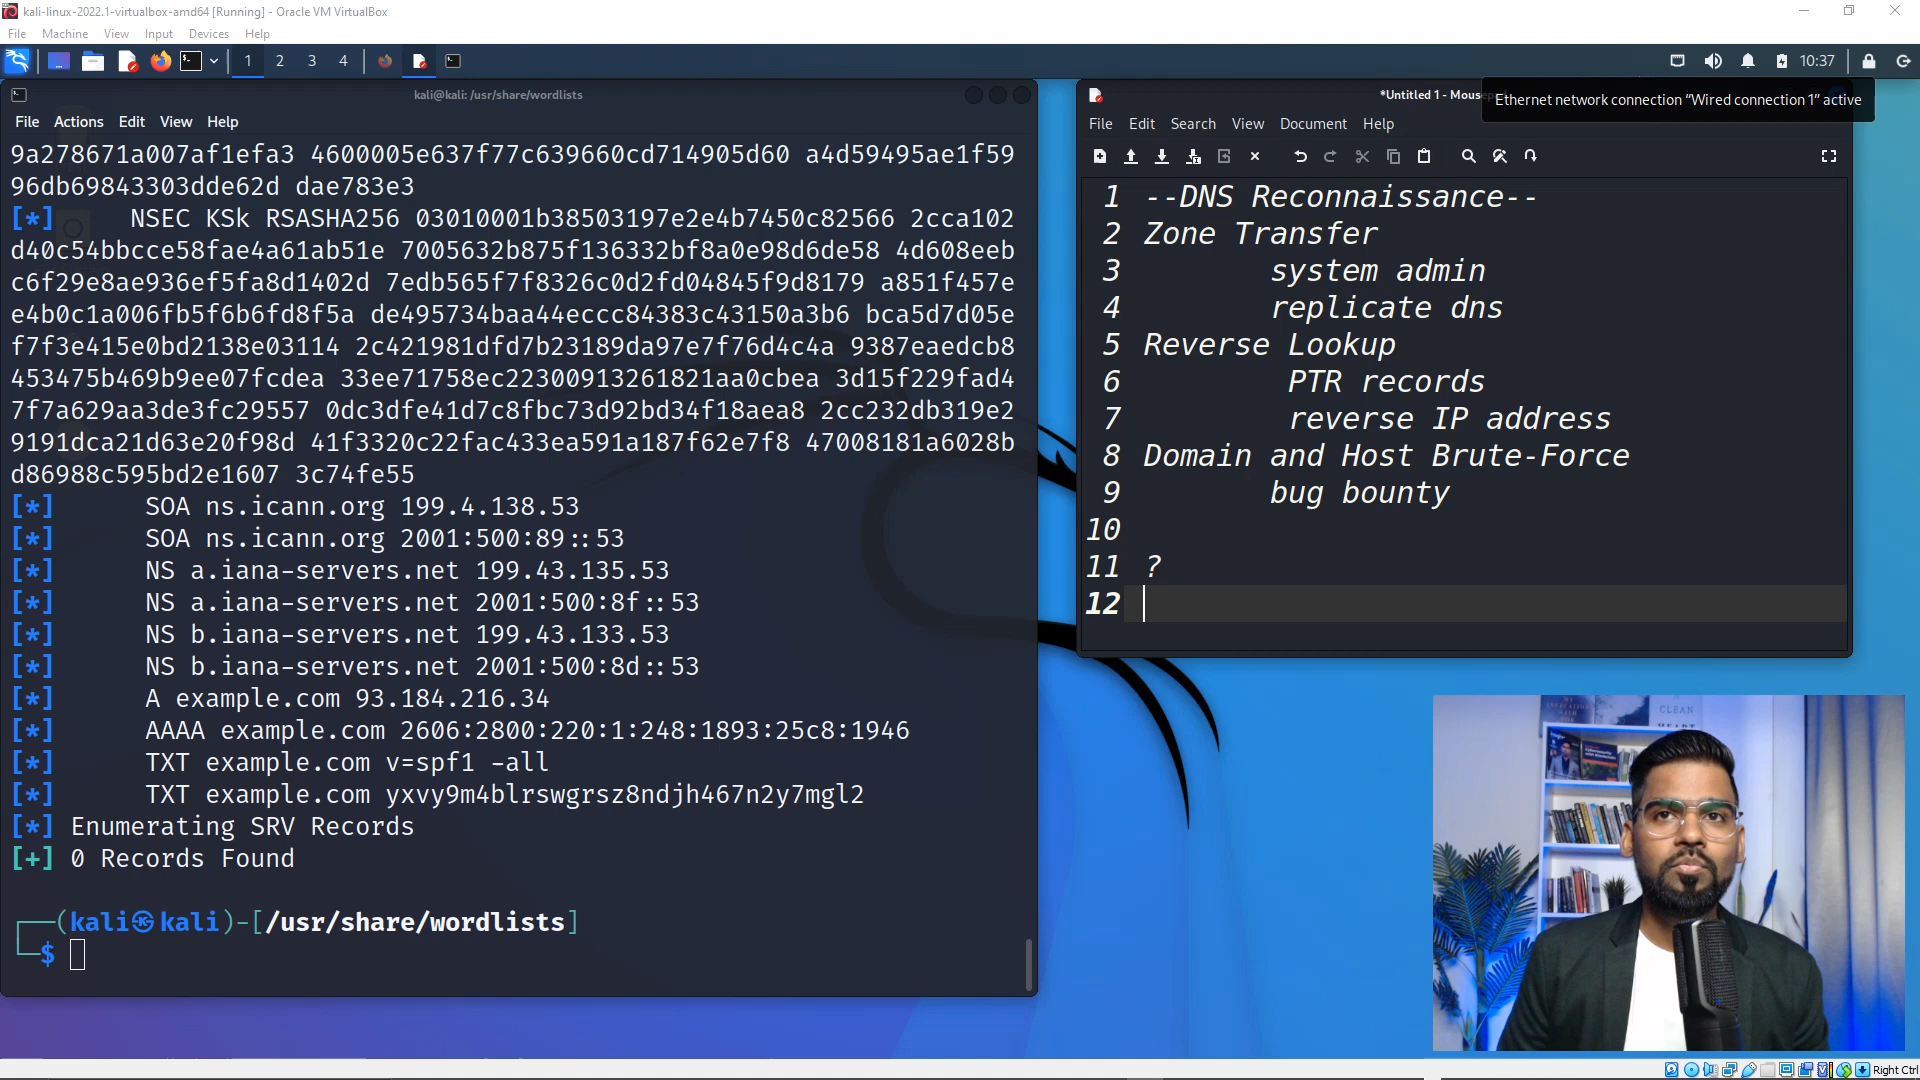 kali-linux-2022.1-virtualbox-amd64 [Running] - Oracle VM VirtualBox
File Machine View Input Devices Help
1 2 3 4
10:37
kali@kali: /usr/share/wordlists
File Actions Edit View Help
9a278671a007af1efa3 4600005e637f77c639660cd714905d60 a4d59495ae1f59
96db69843303dde62d dae783e3
[*] NSEC KSk RSASHA256 03010001b38503197e2e4b7450c82566 2cca102
d40c54bbcce58fae4a61ab51e 7005632b875f136332bf8a0e98d6de58 4d608eeb
c6f29e8ae936ef5fa8d1402d 7edb565f7f8326c0d2fd04845f9d8179 a851f457e
e4b0c1a006fb5f6b6fd8f5a de495734baa44eccc84383c43150a3b6 bca5d7d05e
f7f3e415e0bd2138e03114 2c421981dfd7b23189da97e7f76d4c4a 9387eaedcb8
453475b469b9ee07fcdea 33ee71758ec22300913261821aa0cbea 3d15f229fad4
7f7a629aa3de3fc29557 0dc3dfe41d7c8fbc73d92bd34f18aea8 2cc232db319e2
9191dca21d63e20f98d 41f3320c22fac433ea591a187f62e7f8 47008181a6028b
d86988c595bd2e1607 3c74fe55
[*] SOA ns.icann.org 199.4.138.53
[*] SOA ns.icann.org 2001:500:89::53
[*] NS a.iana-servers.net 199.43.135.53
[*] NS a.iana-servers.net 2001:500:8f::53
[*] NS b.iana-servers.net 199.43.133.53
[*] NS b.iana-servers.net 2001:500:8d::53
[*] A example.com 93.184.216.34
[*] AAAA example.com 2606:2800:220:1:248:1893:25c8:1946
[*] TXT example.com v=spf1 -all
[*] TXT example.com yxvy9m4blrswgrsz8ndjh467n2y7mgl2
[*] Enumerating SRV Records
[+] 0 Records Found
(kali㉿kali)-[/usr/share/wordlists]
$
*Untitled 1 - Mouse
Ethernet network connection “Wired connection 1” active
File Edit Search View Document Help
1 --DNS Reconnaissance--
2 Zone Transfer
3 system admin
4 replicate dns
5 Reverse Lookup
6 PTR records
7 reverse IP address
8 Domain and Host Brute-Force
9 bug bounty
10
11 ?
12
CLEAN
Right Ctrl